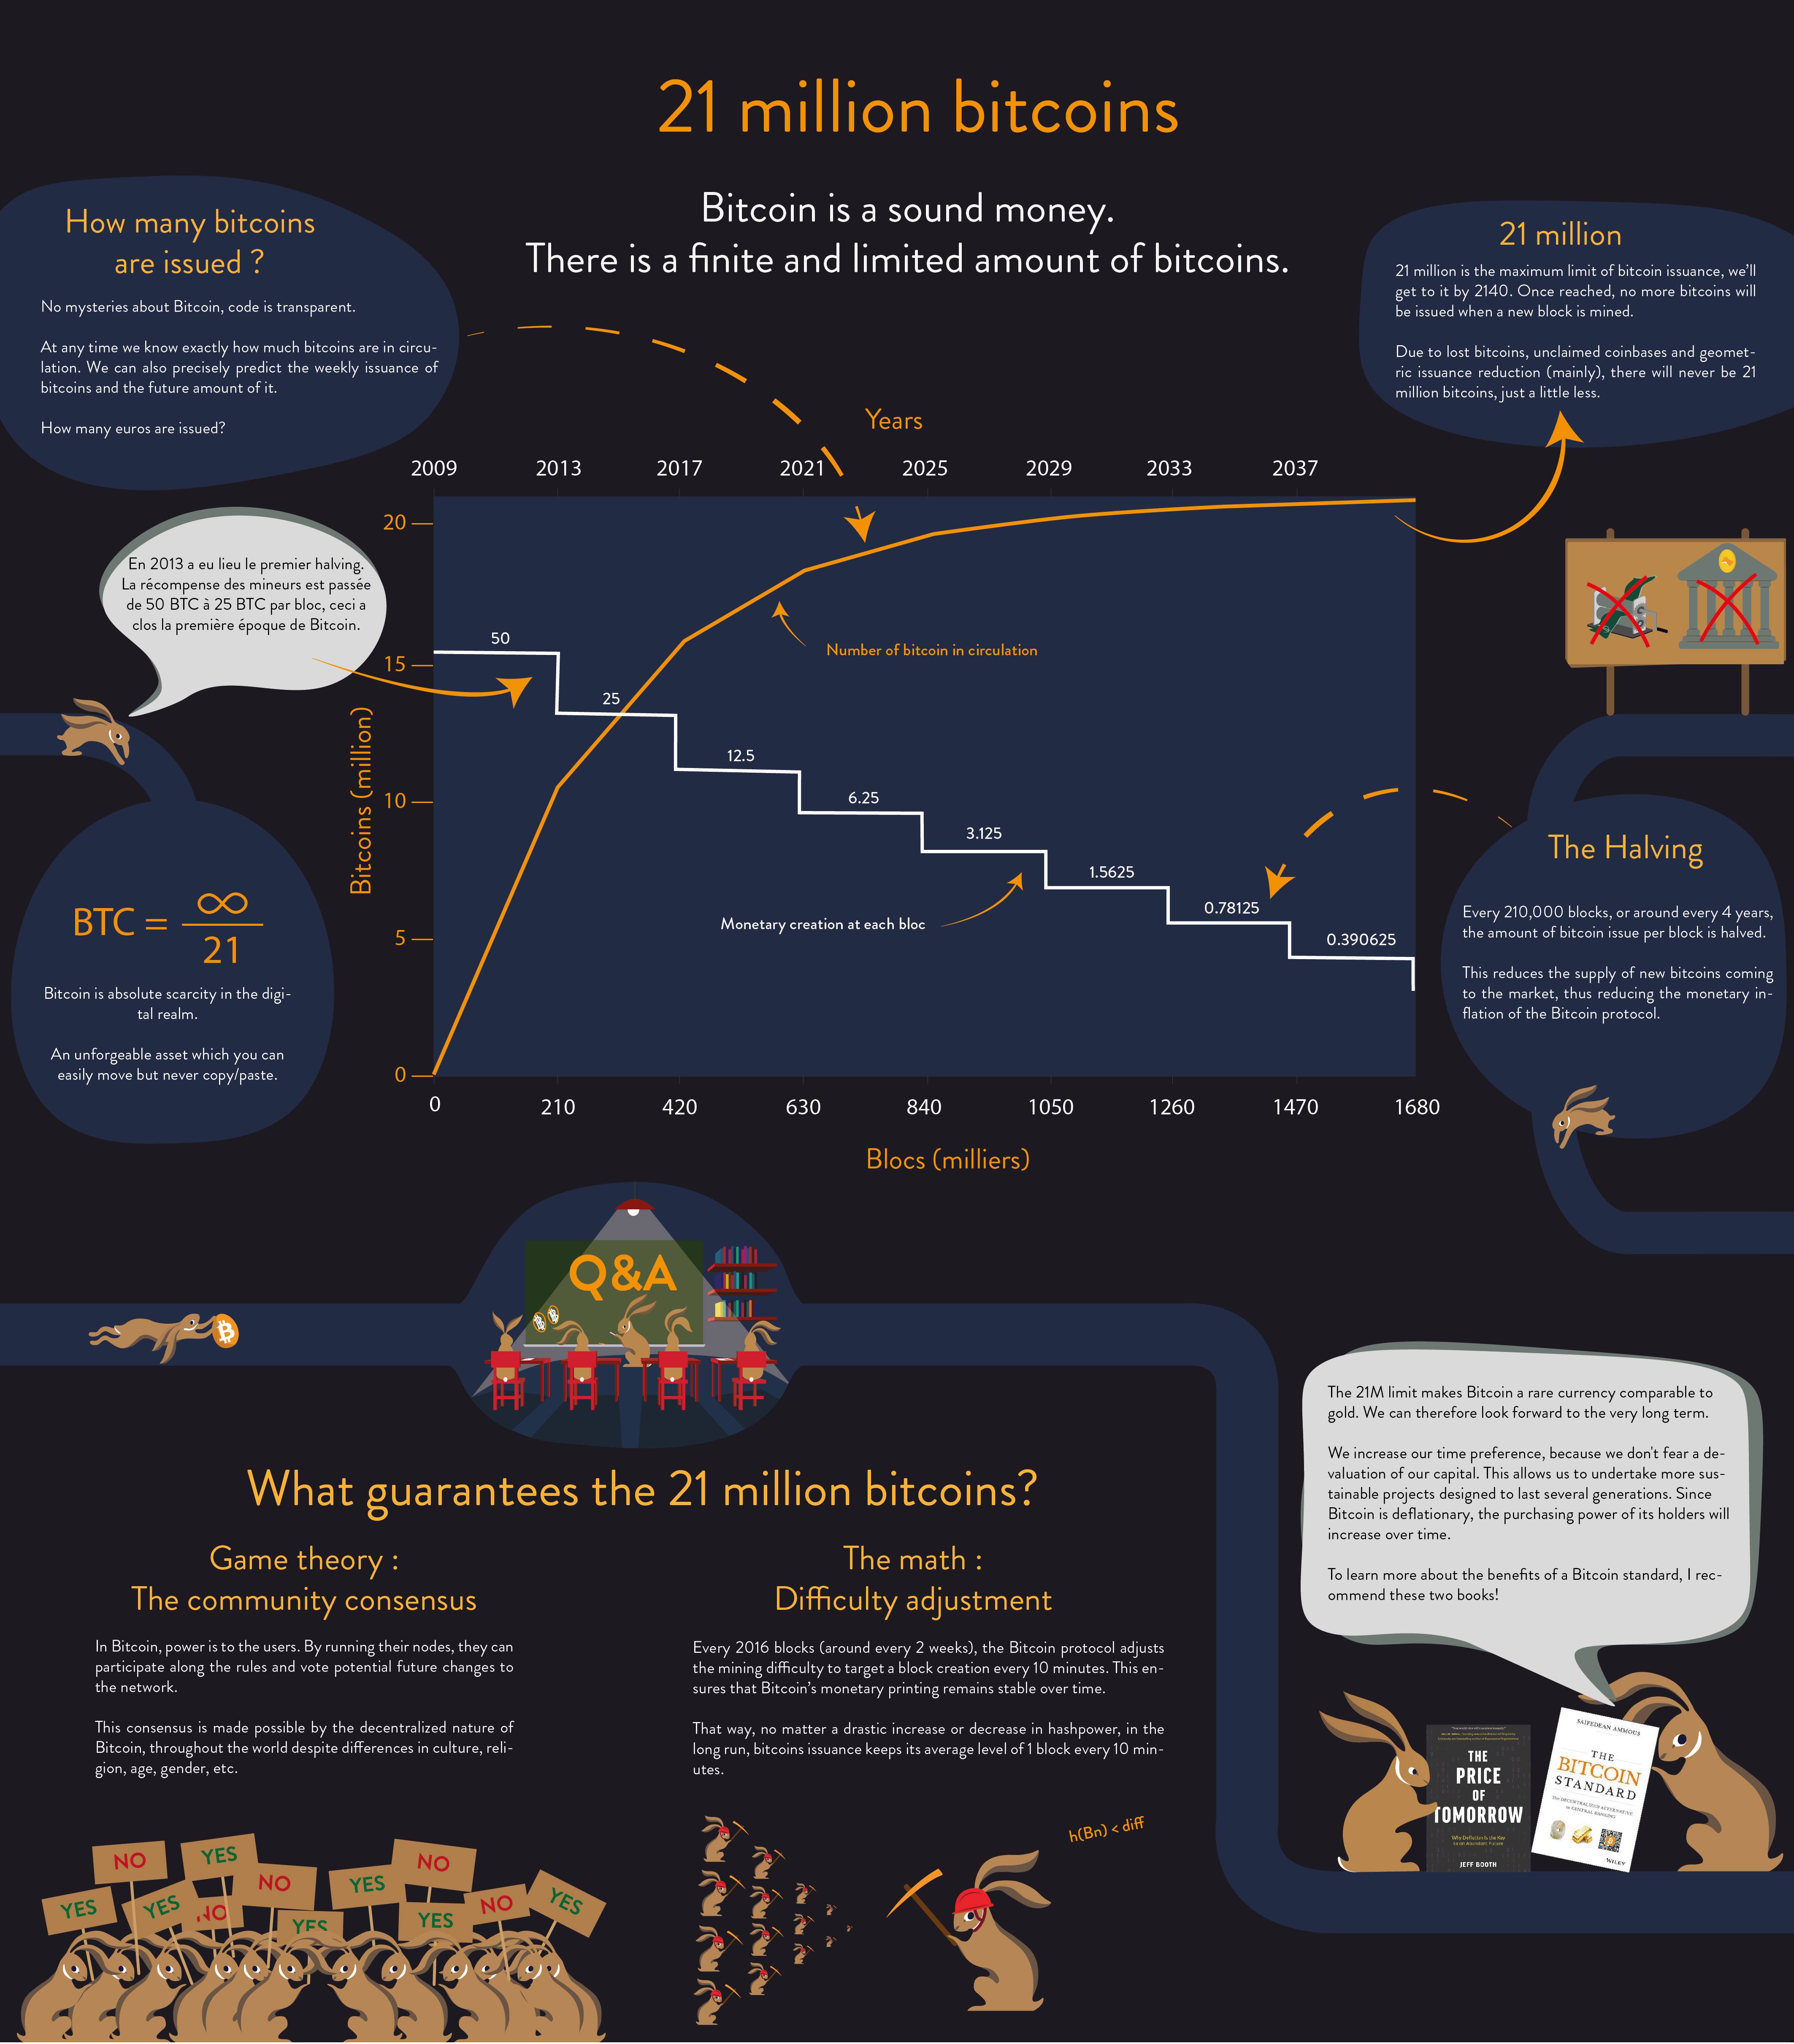 21 million bitcoins
Bitcoin is a sound money.
There is a finite and limited amount of bitcoins.
How many bitcoins
are issued ?
No mysteries about Bitcoin, code is transparent.
At any time we know exactly how much bitcoins are in circu-
lation. We can also precisely predict the weekly issuance of
bitcoins and the future amount of it.
How many euros are issued?
21 million
21 million is the maximum limit of bitcoin issuance, we'll
get to it by 2140. Once reached, no more bitcoins will
be issued when a new block is mined.
Due to lost bitcoins, unclaimed coinbases and geomet-
ric issuance reduction (mainly), there will never be 21
million bitcoins, just a little less.
Years
2009 2013 2017 2021 2025 2029 2033 2037
En 2013 a eu lieu le premier halving.
La récompense des mineurs est passée
de 50 BTC à 25 BTC par bloc, ceci a
clos la première époque de Bitcoin.
Bitcoins (million)
20
15
10
5
0
50
25
12.5
6.25
3.125
1.5625
0.78125
0.390625
Number of bitcoin in circulation
Monetary creation at each bloc
0 210 420 630 840 1050 1260 1470 1680
Blocs (milliers)
BTC = ∞
21
Bitcoin is absolute scarcity in the digi-
tal realm.
An unforgeable asset which you can
easily move but never copy/paste.
The Halving
Every 210,000 blocks, or around every 4 years,
the amount of bitcoin issue per block is halved.
This reduces the supply of new bitcoins coming
to the market, thus reducing the monetary in-
flation of the Bitcoin protocol.
Q&A
What guarantees the 21 million bitcoins?
Game theory :
The community consensus
In Bitcoin, power is to the users. By running their nodes, they can
participate along the rules and vote potential future changes to
the network.
This consensus is made possible by the decentralized nature of
Bitcoin, throughout the world despite differences in culture, reli-
gion, age, gender, etc.
The math :
Difficulty adjustment
Every 2016 blocks (around every 2 weeks), the Bitcoin protocol adjusts
the mining difficulty to target a block creation every 10 minutes. This en-
sures that Bitcoin's monetary printing remains stable over time.
That way, no matter a drastic increase or decrease in hashpower, in the
long run, bitcoins issuance keeps its average level of 1 block every 10 min-
utes.
The 21M limit makes Bitcoin a rare currency comparable to
gold. We can therefore look forward to the very long term.
We increase our time preference, because we don't fear a de-
valuation of our capital. This allows us to undertake more sus-
tainable projects designed to last several generations. Since
Bitcoin is deflationary, the purchasing power of its holders will
increase over time.
To learn more about the benefits of a Bitcoin standard, I rec-
ommend these two books!
THE
PRICE
OF
TOMORROW
Why Deflation Is the Key
to an Abundant Future
JEFF BOOTH
SAIFEDEAN AMMOUS
THE
BITCOIN
STANDARD
The DECENTRALIZED ALTERNATIVE
to CENTRAL BANKING
WILEY
NO
YES
NO
NO
YES
YES
YES
NO
YES
YES
NO
YES
h(Bn) < diff